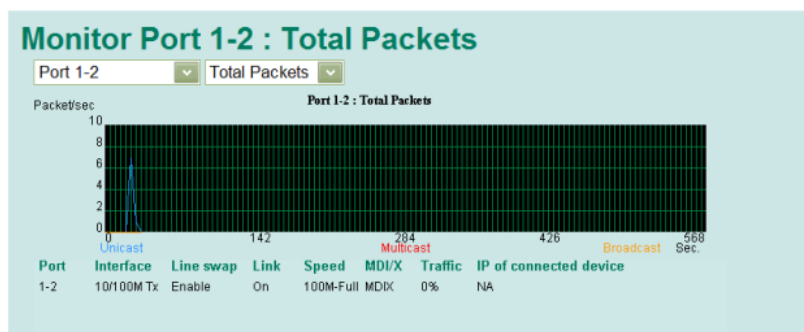 Monitor Port 1-2 : Total Packets
Port 1-2 Total Packets
Packet/sec Port 1-2 : Total Packets
10
8
6
4
2
0
0 142 284 426 568
Unicast Multicast Broadcast Sec.
Port Interface Line swap Link Speed MDI/X Traffic IP of connected device
1-2 10/100M Tx Enable On 100M-Full MDIX 0% NA